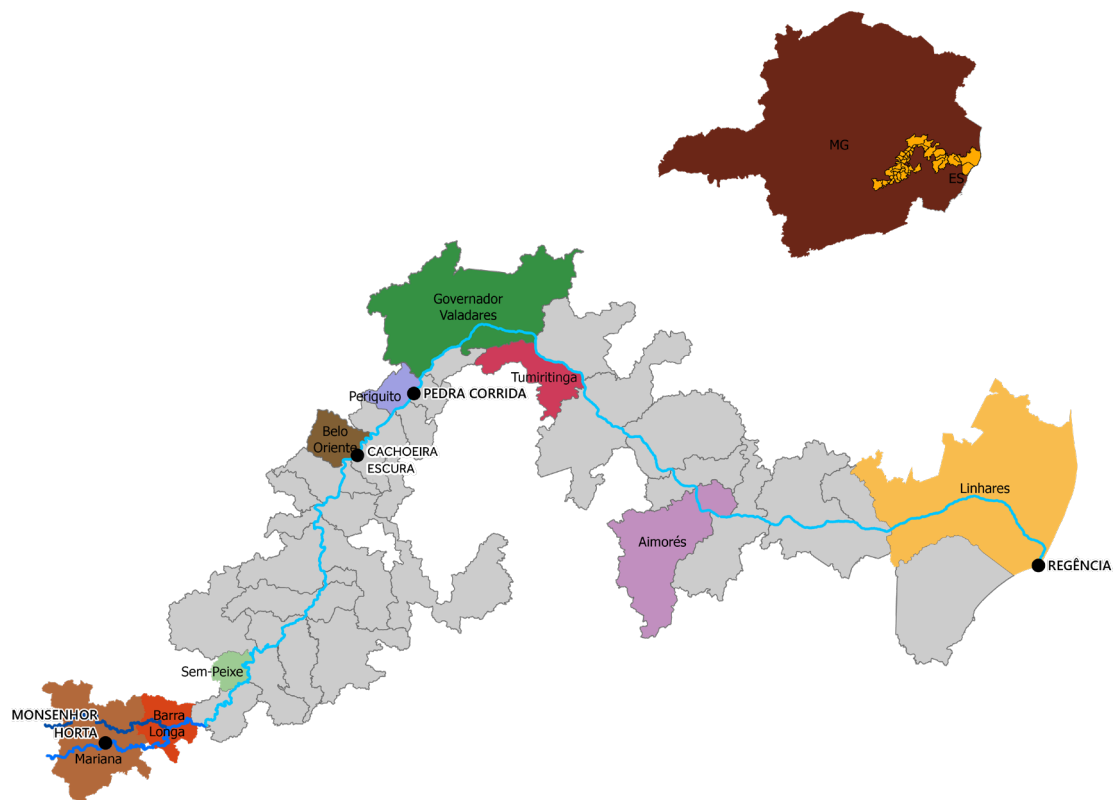 MG
ES
Governador
Valadares
Tumiritinga
Periquito
PEDRA CORRIDA
Belo
Oriente
CACHOEIRA
ESCURA
Linhares
Aimorés
REGÊNCIA
Sem-Peixe
MONSENHOR
HORTA
Barra
Longa
Mariana